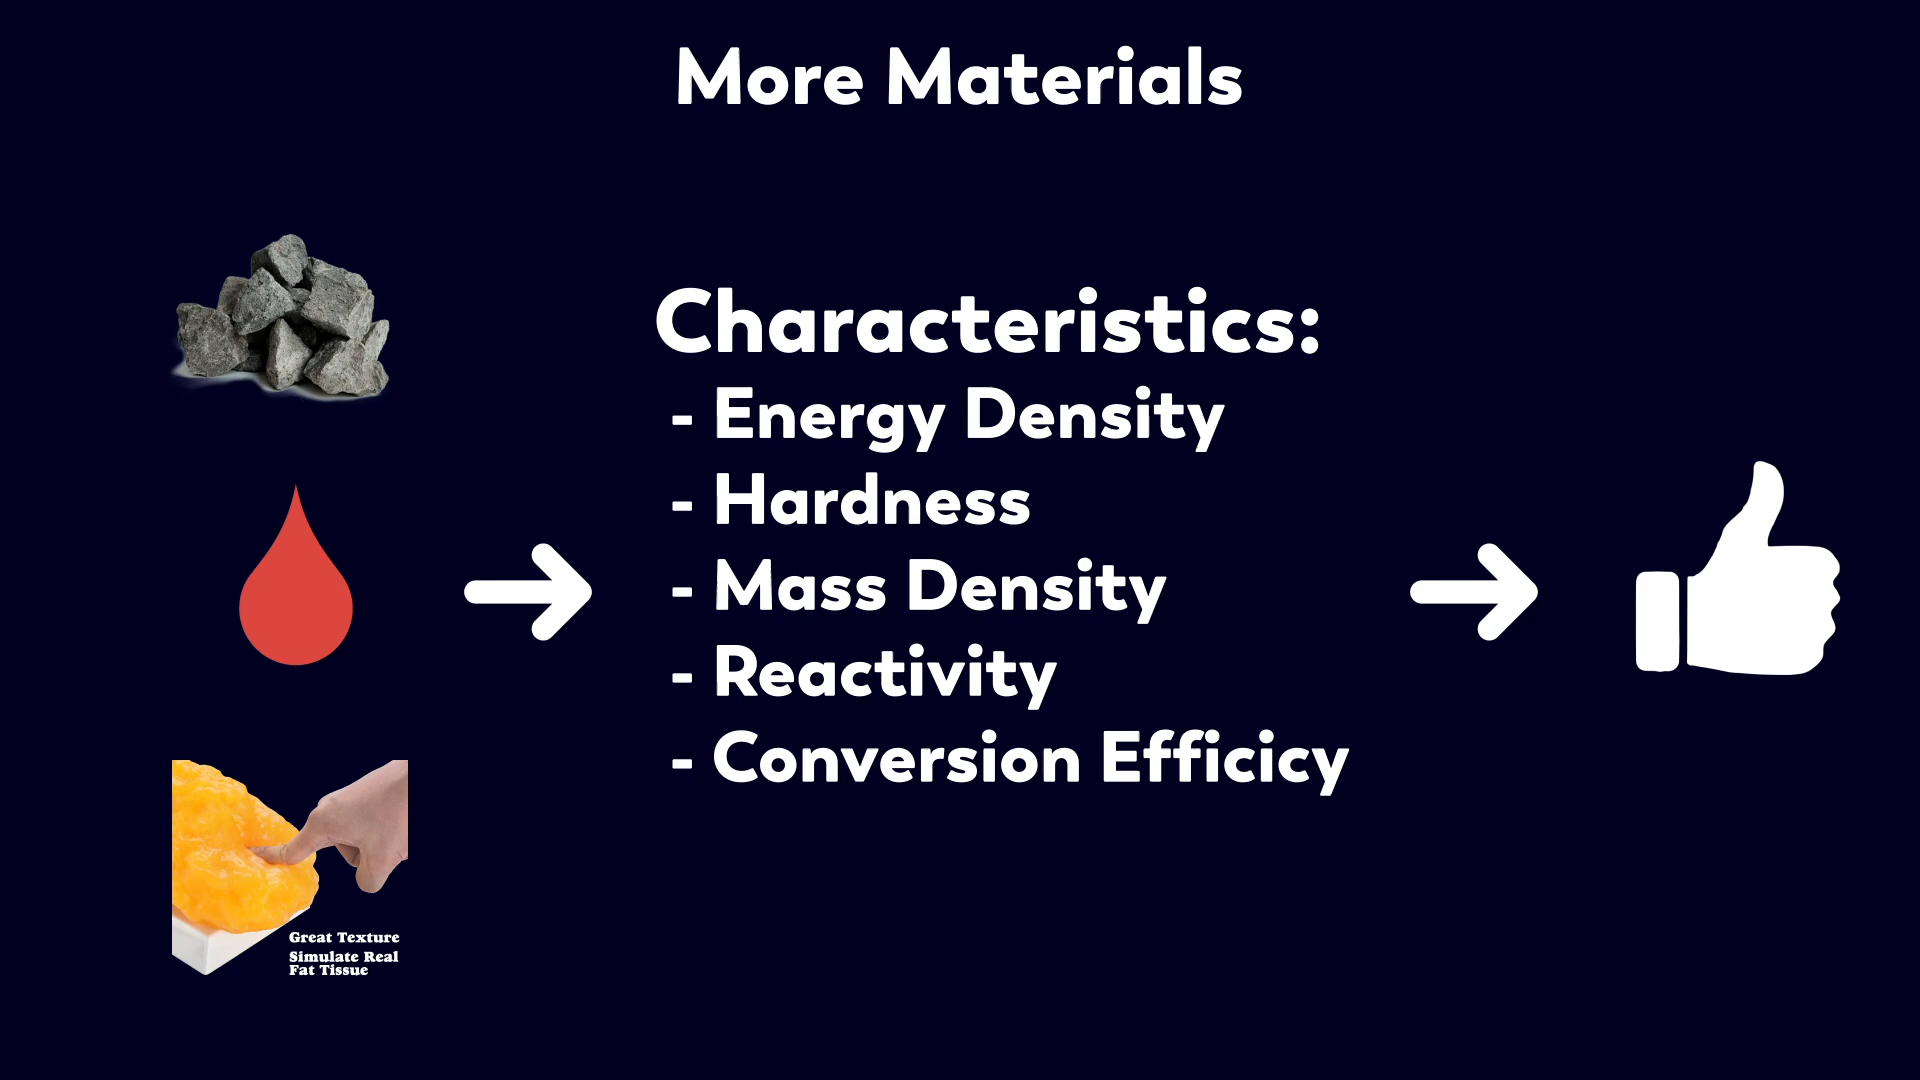 More Materials
Characteristics:
- Energy Density
- Hardness
- Mass Density
- Reactivity
- Conversion Efficicy
Great Texture
Simulate Real
Fat Tissue